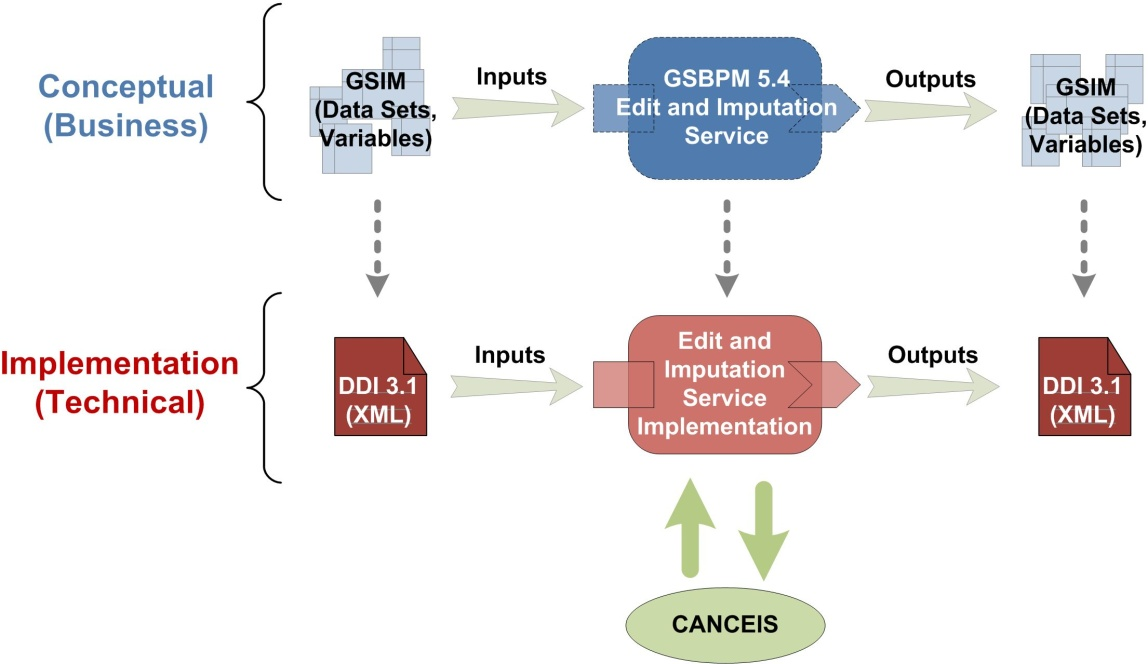 Conceptual
(Business)
GSIM
(Data Sets,
Variables)
Inputs
GSBPM 5.4
Edit and Imputation
Service
Outputs
GSIM
(Data Sets,
Variables)
Implementation
(Technical)
DDI 3.1
(XML)
Inputs
Edit and
Imputation
Service
Implementation
Outputs
DDI 3.1
(XML)
CANCEIS